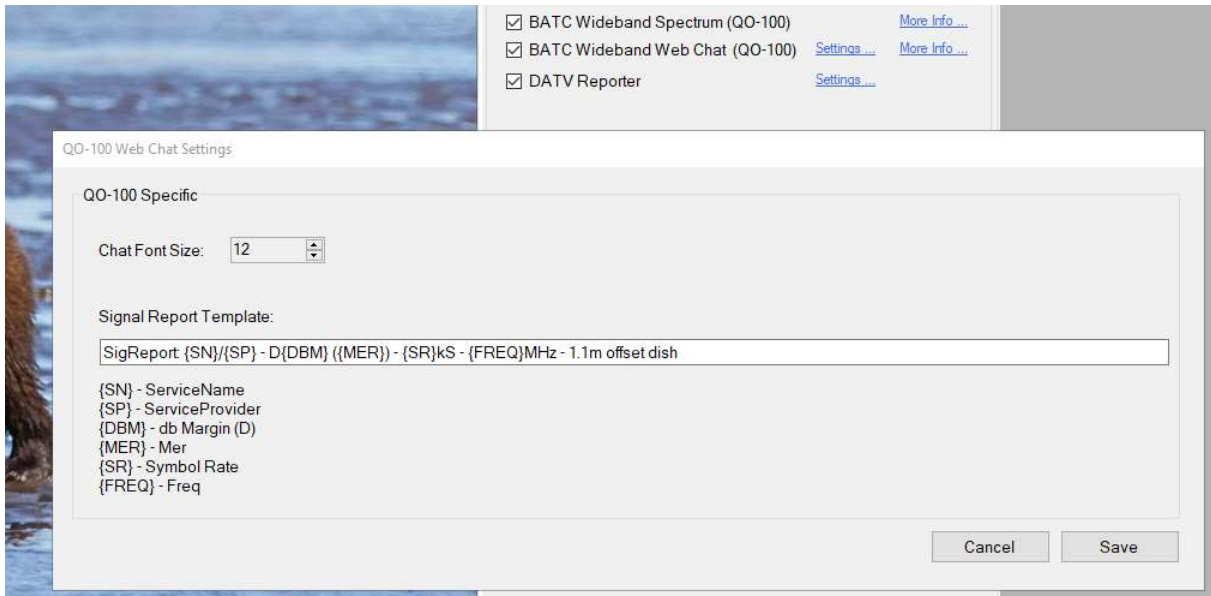 BATC Wideband Spectrum (QO-100) More Info ...
BATC Wideband Web Chat (QO-100) Settings ... More Info ...
DATV Reporter Settings ...
QO-100 Web Chat Settings
QO-100 Specific
Chat Font Size: 12
Signal Report Template:
SigReport: {SN}/{SP} - D{DBM} ({MER}) - {SR}kS - {FREQ}MHz - 1.1m offset dish
{SN} - ServiceName
{SP} - ServiceProvider
{DBM} - db Margin (D)
{MER} - Mer
{SR} - Symbol Rate
{FREQ} - Freq
Cancel Save